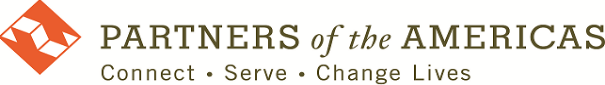 PARTNERS of the AMERICAS
Connect • Serve • Change Lives